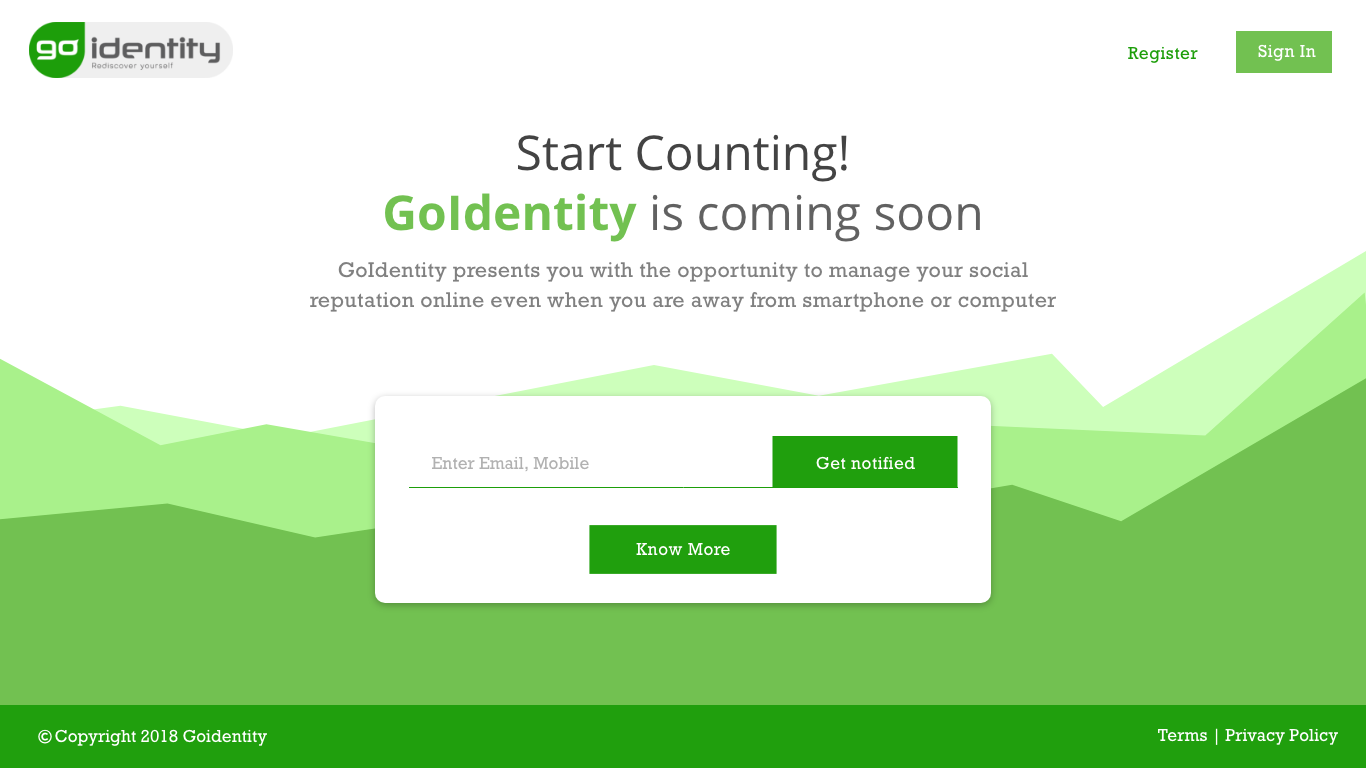 go identity
Rediscover yourself
Register
Sign In
Start Counting!
GoIdentity is coming soon
GoIdentity presents you with the opportunity to manage your social
reputation online even when you are away from smartphone or computer
Enter Email, Mobile
Get notified
Know More
© Copyright 2018 Goidentity
Terms | Privacy Policy